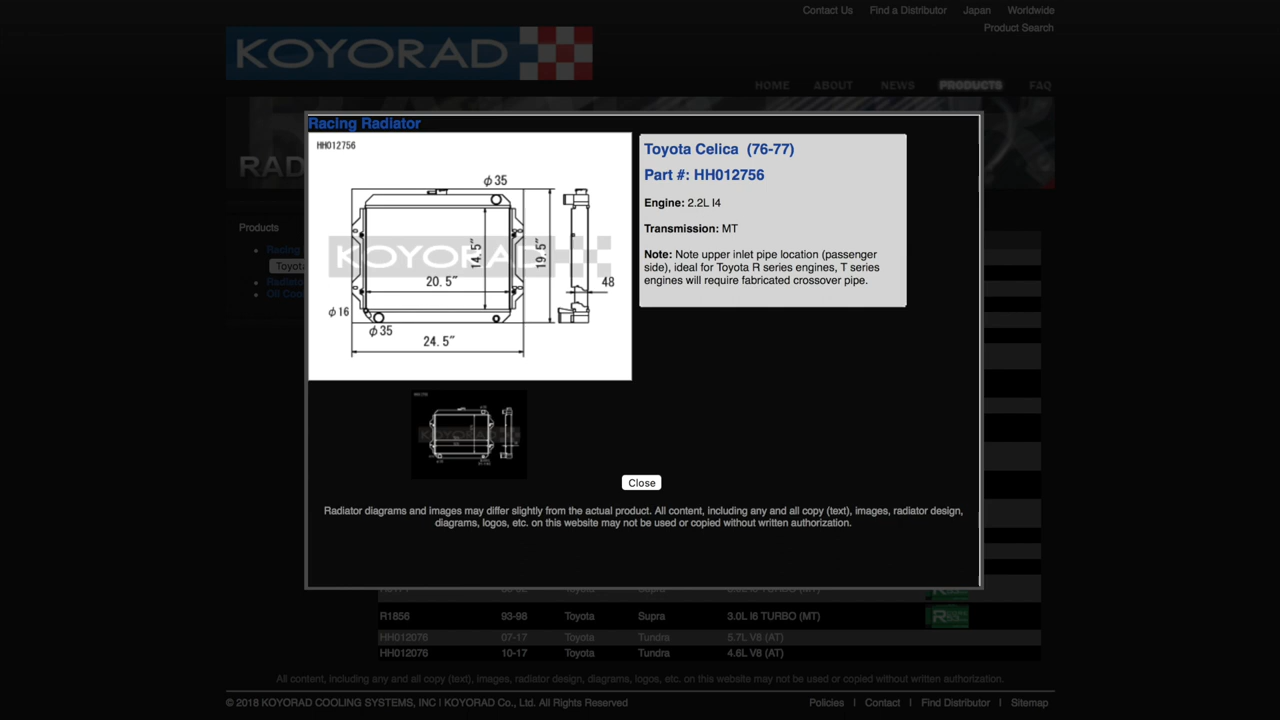 Contact Us Find a Distributor Japan Worldwide
Product Search
KOYORAD
HOME ABOUT NEWS PRODUCTS FAQ
Racing Radiator
HH012756
φ35
KOYORAD
14.5"
19.5"
20.5"
48
φ16
φ35
24.5"
Toyota Celica (76-77)
Part #: HH012756
Engine: 2.2L I4
Transmission: MT
Note: Note upper inlet pipe location (passenger
side), ideal for Toyota R series engines, T series
engines will require fabricated crossover pipe.
RAD
Products
Racing
Toyota
Radiato
Oil Coo
Close
Radiator diagrams and images may differ slightly from the actual product. All content, including any and all copy (text), images, radiator design,
diagrams, logos, etc. on this website may not be used or copied without written authorization.
R1856 93-98 Toyota Supra 3.0L I6 TURBO (MT)
HH012076 07-17 Toyota Tundra 5.7L V8 (AT)
HH012076 10-17 Toyota Tundra 4.6L V8 (AT)
All content, including any and all copy (text), images, radiator design, diagrams, logos, etc. on this website may not be used or copied without written authorization.
© 2018 KOYORAD COOLING SYSTEMS, INC I KOYORAD Co., Ltd. All Rights Reserved
Policies I Contact I Find Distributor I Sitemap